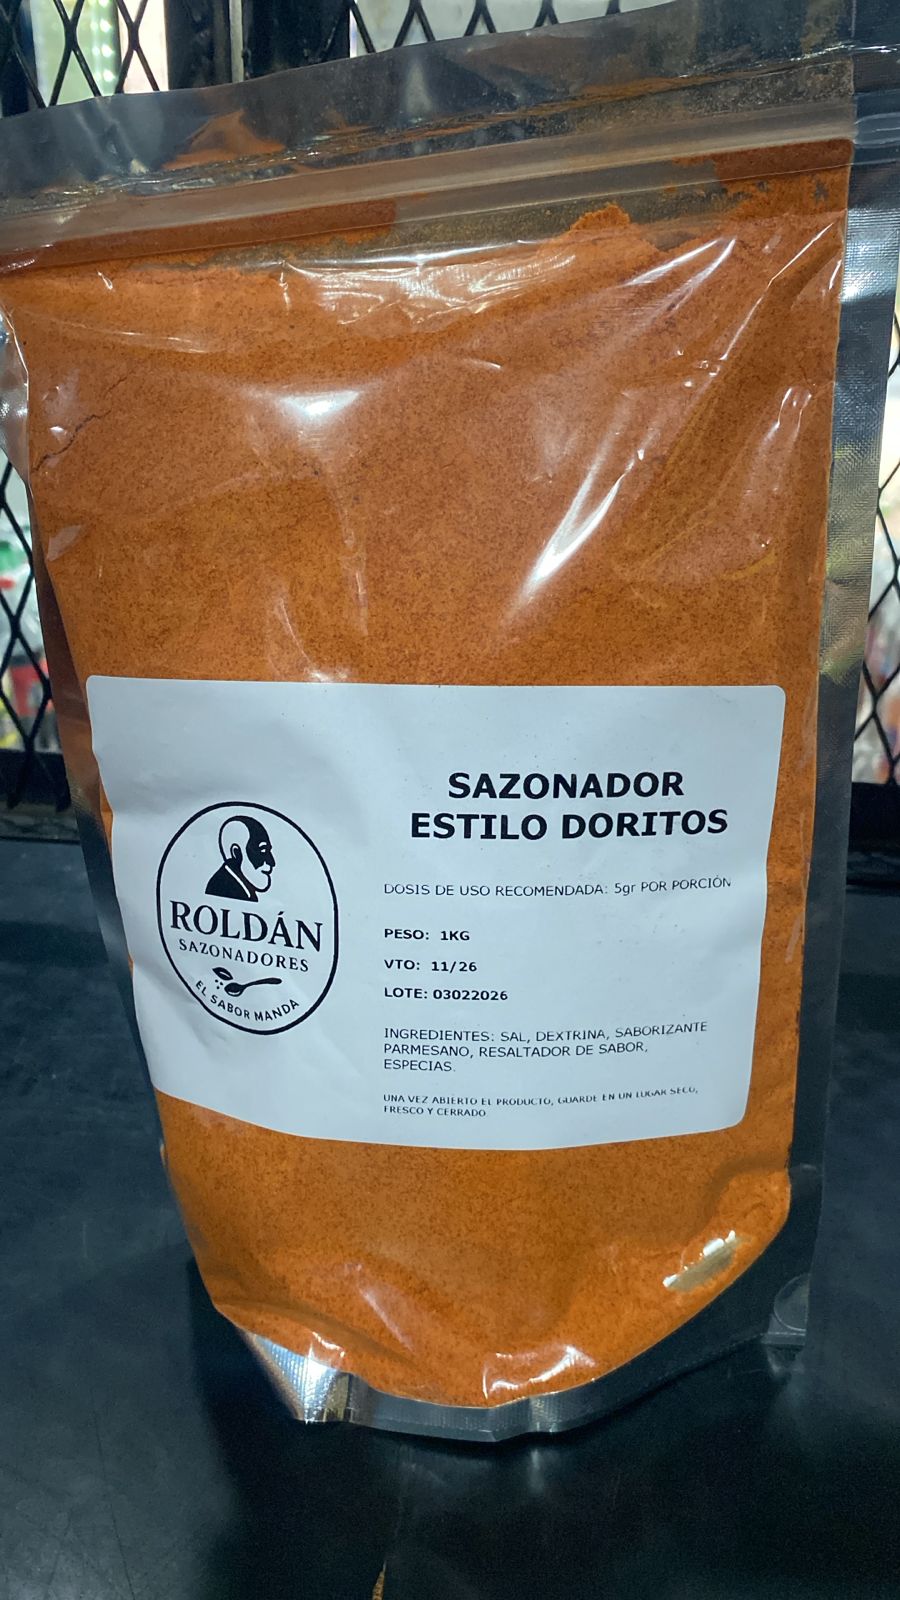 SAZONADOR
ESTILO DORITOS
DOSIS DE USO RECOMENDADA: 5gr POR PORCIÓN
PESO: 1KG
VTO: 11/26
LOTE: 03022026
INGREDIENTES: SAL, DEXTRINA, SABORIZANTE
PARMESANO, RESALTADOR DE SABOR,
ESPECIAS.
UNA VEZ ABIERTO EL PRODUCTO, GUARDE EN UN LUGAR SECO,
FRESCO Y CERRADO
ROLDÁN
SAZONADORES
EL SABOR MANDA